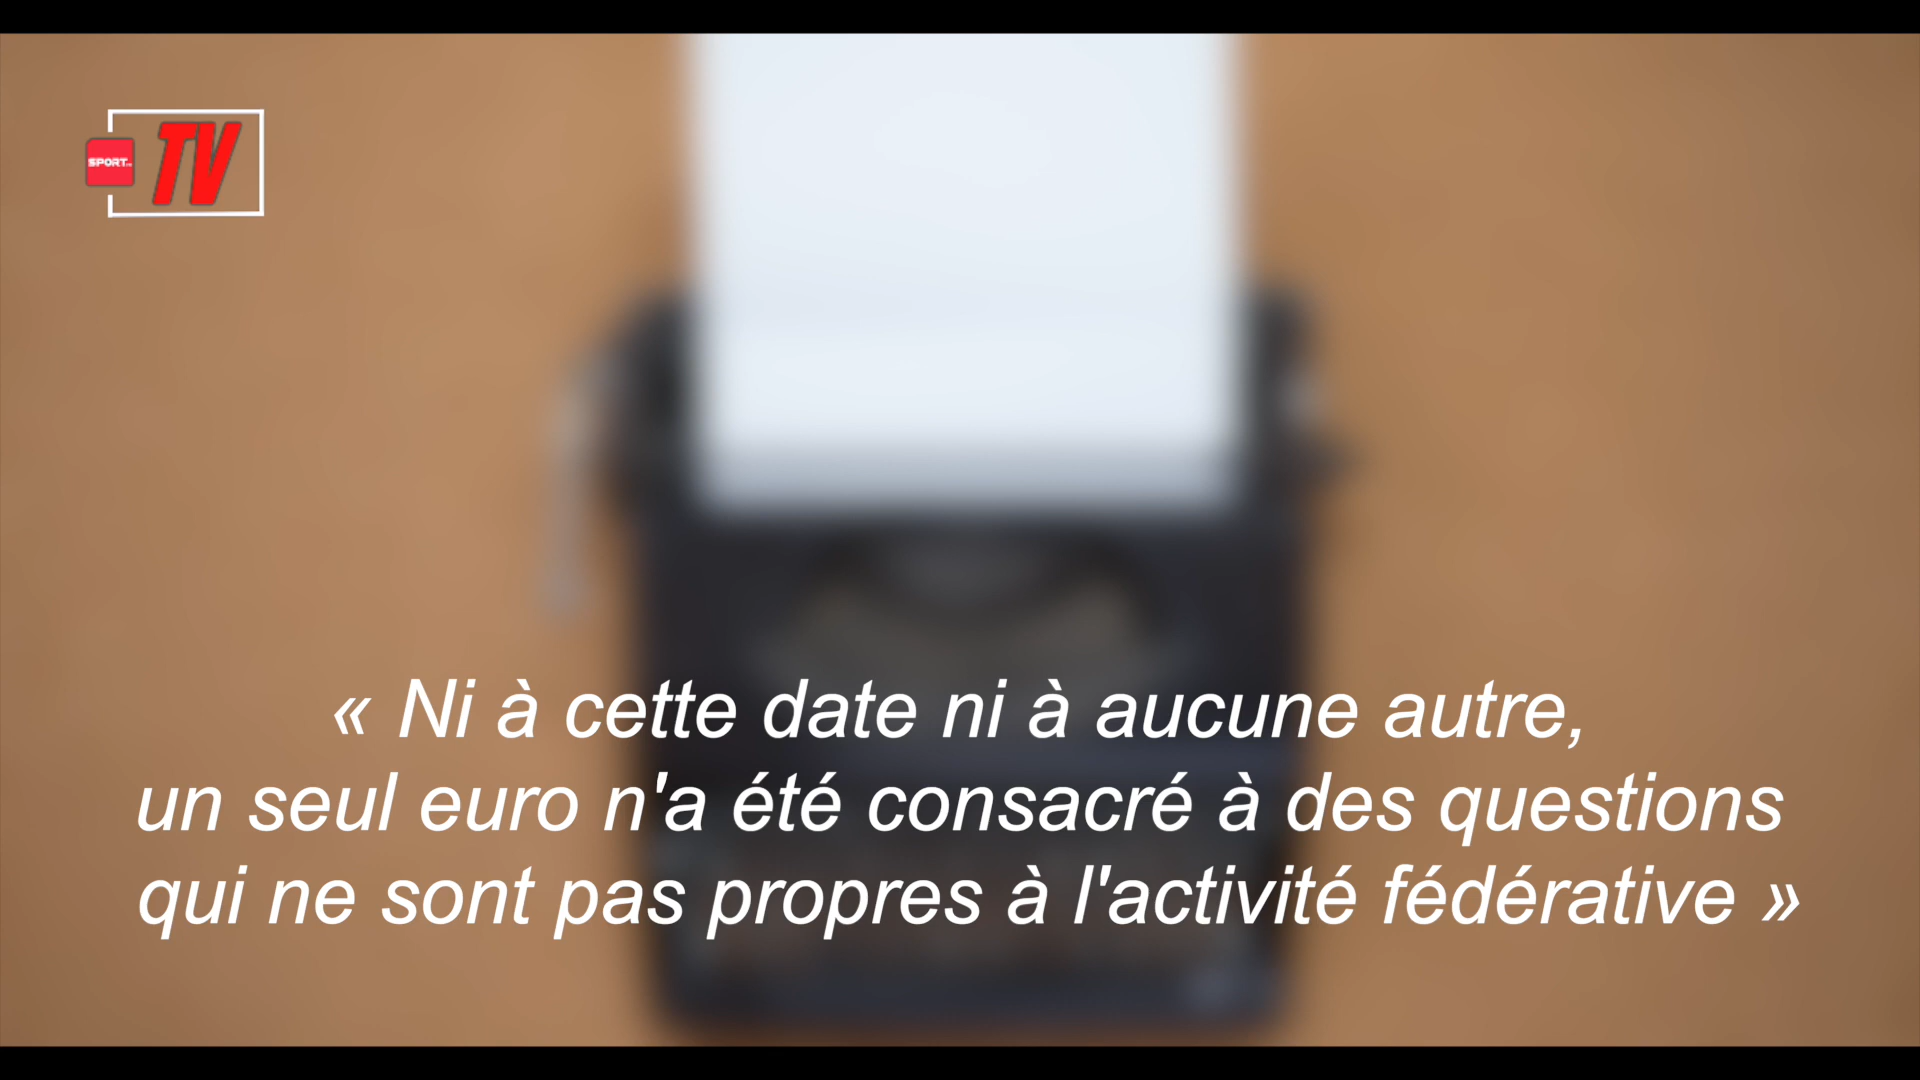 SPORT
TV
« Ni à cette date ni à aucune autre,
un seul euro n'a été consacré à des questions
qui ne sont pas propres à l'activité fédérative »